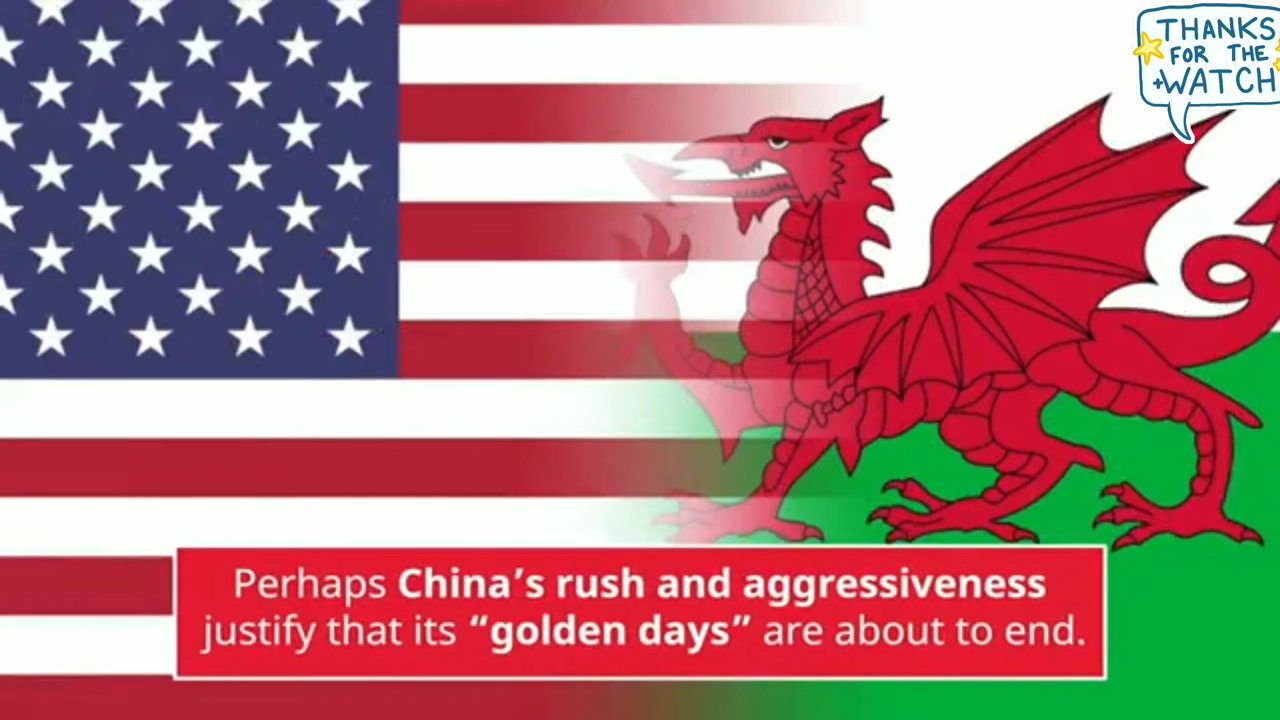 THANKS
FOR THE
WATCH
Perhaps China's rush and aggressiveness
justify that its “golden days” are about to end.